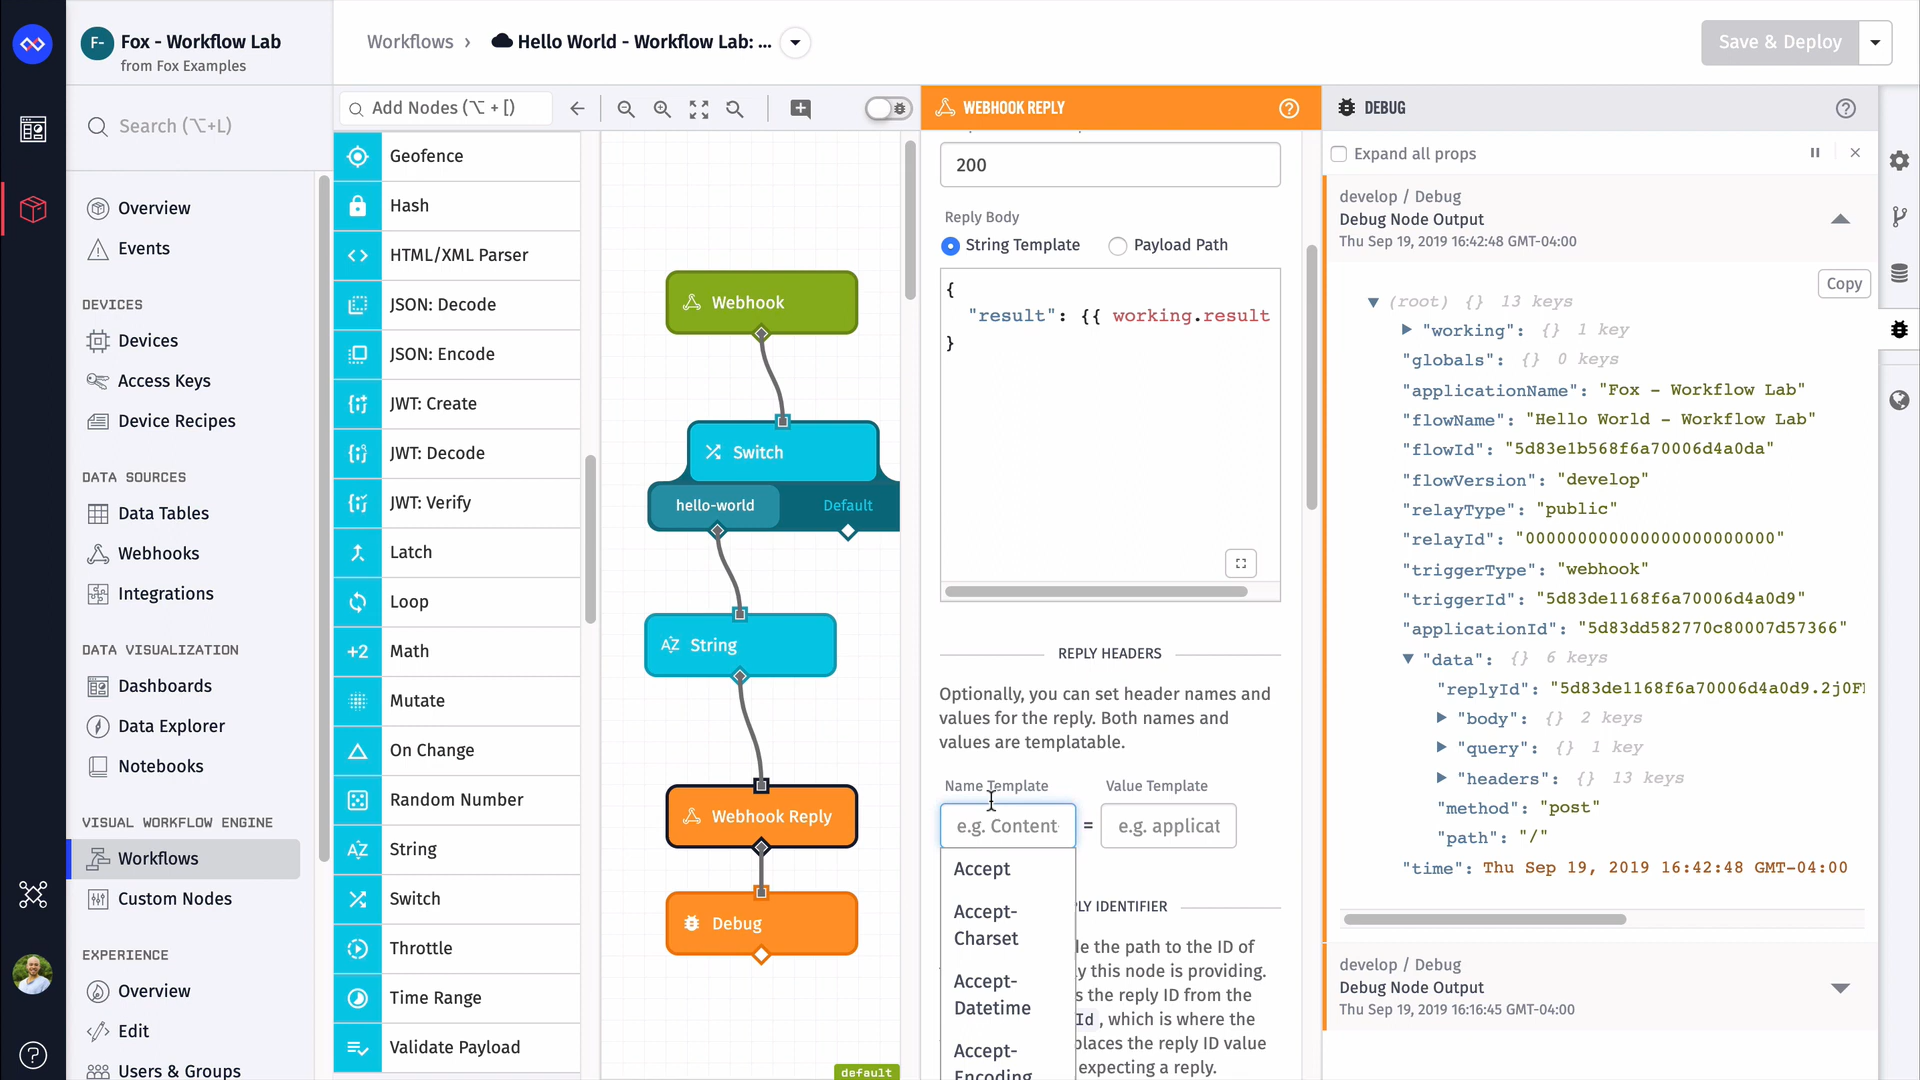 F-
Fox - Workflow Lab
from Fox Examples
Search (⌥+L)
Overview
Events
DEVICES
Devices
Access Keys
Device Recipes
DATA SOURCES
Data Tables
Webhooks
Integrations
DATA VISUALIZATION
Dashboards
Data Explorer
Notebooks
VISUAL WORKFLOW ENGINE
Workflows
Custom Nodes
EXPERIENCE
Overview
Edit
Users & Groups
Workflows ›
Hello World - Workflow Lab: ...
Save & Deploy
Add Nodes (⌥ + [)
Geofence
Hash
HTML/XML Parser
JSON: Decode
JSON: Encode
JWT: Create
JWT: Decode
JWT: Verify
Latch
Loop
+2 Math
Mutate
On Change
Random Number
AZ String
Switch
Throttle
Time Range
Validate Payload
Webhook
Switch
hello-world
Default
AZ String
Webhook Reply
Debug
default
WEBHOOK REPLY
200
Reply Body
String Template
Payload Path
{
"result": {{ working.result
}
REPLY HEADERS
Optionally, you can set header names and
values for the reply. Both names and
values are templatable.
Name Template
Value Template
e.g. Content
=
e.g. applicat
Accept
Accept-
Charset
Accept-
Datetime
Accept-
Encoding
LY IDENTIFIER
le the path to the ID of
y this node is providing.
s the reply ID from the
Id , which is where the
places the reply ID value
expecting a reply.
DEBUG
Expand all props
develop / Debug
Debug Node Output
Thu Sep 19, 2019 16:42:48 GMT-04:00
Copy
(root) {} 13 keys
"working": {} 1 key
"globals": {} 0 keys
"applicationName": "Fox - Workflow Lab"
"flowName": "Hello World - Workflow Lab"
"flowId": "5d83e1b568f6a70006d4a0da"
"flowVersion": "develop"
"relayType": "public"
"relayId": "000000000000000000000000"
"triggerType": "webhook"
"triggerId": "5d83de1168f6a70006d4a0d9"
"applicationId": "5d83dd582770c80007d57366"
"data": {} 6 keys
"replyId": "5d83de1168f6a70006d4a0d9.2j0F
"body": {} 2 keys
"query": {} 1 key
"headers": {} 13 keys
"method": "post"
"path": "/"
"time": Thu Sep 19, 2019 16:42:48 GMT-04:00
develop / Debug
Debug Node Output
Thu Sep 19, 2019 16:16:45 GMT-04:00